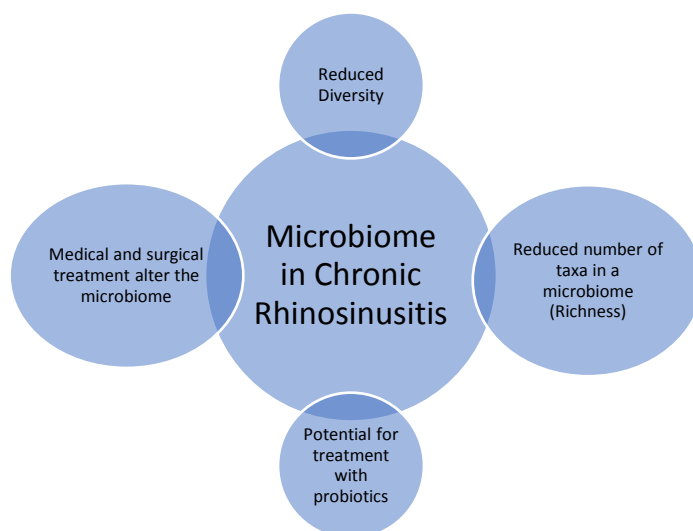 Reduced
Diversity
Medical and surgical
treatment alter the
microbiome
Microbiome
in Chronic
Rhinosinusitis
Reduced number of
taxa in a
microbiome
(Richness)
Potential for
treatment
with
probiotics